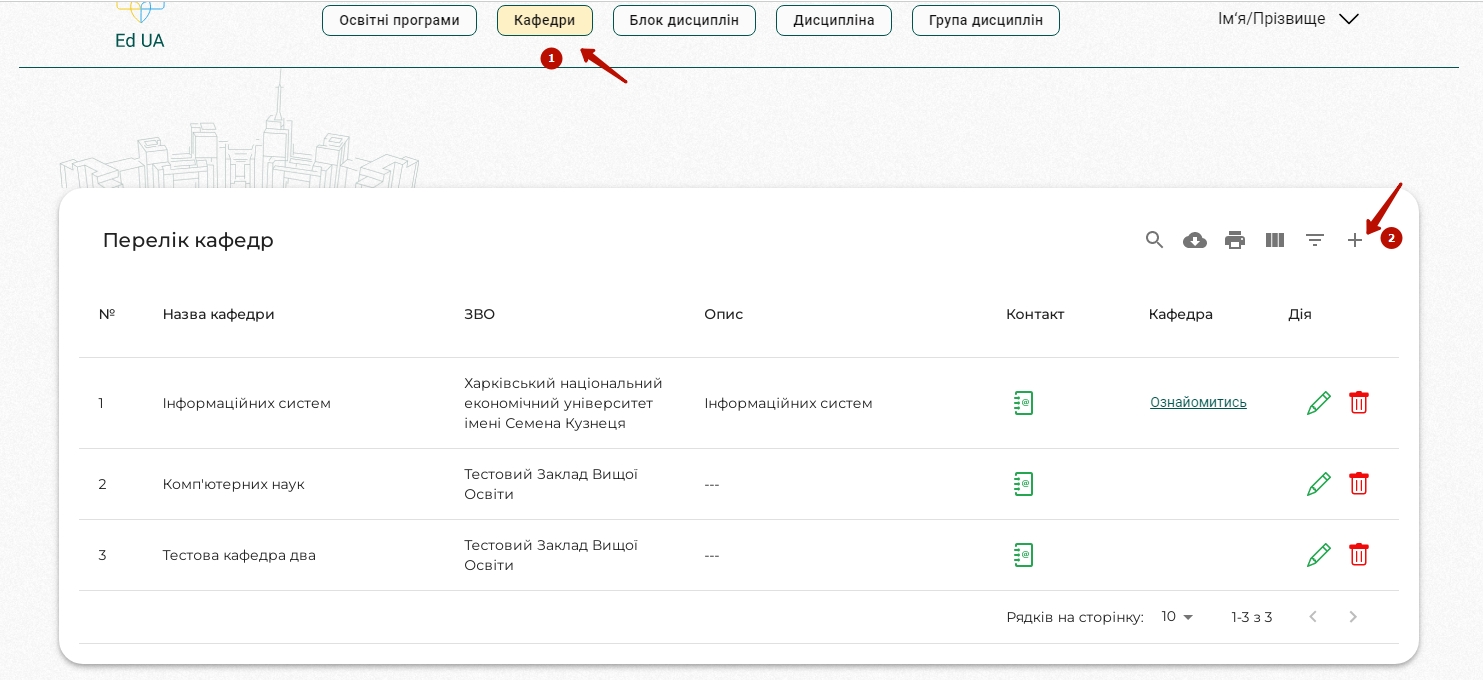 Ed UA
Освітні програми Кафедри Блок дисциплін Дисципліна Група дисциплін Ім‘я/Прізвище
1
Перелік кафедр 2
№ Назва кафедри ЗВО Опис Контакт Кафедра Дія
1 Інформаційних систем Харківський національний економічний університет імені Семена Кузнеця Інформаційних систем Ознайомитись
2 Комп'ютерних наук Тестовий Заклад Вищої Освіти ---
3 Тестова кафедра два Тестовий Заклад Вищої Освіти ---
Рядків на сторінку: 10 1-3 з 3